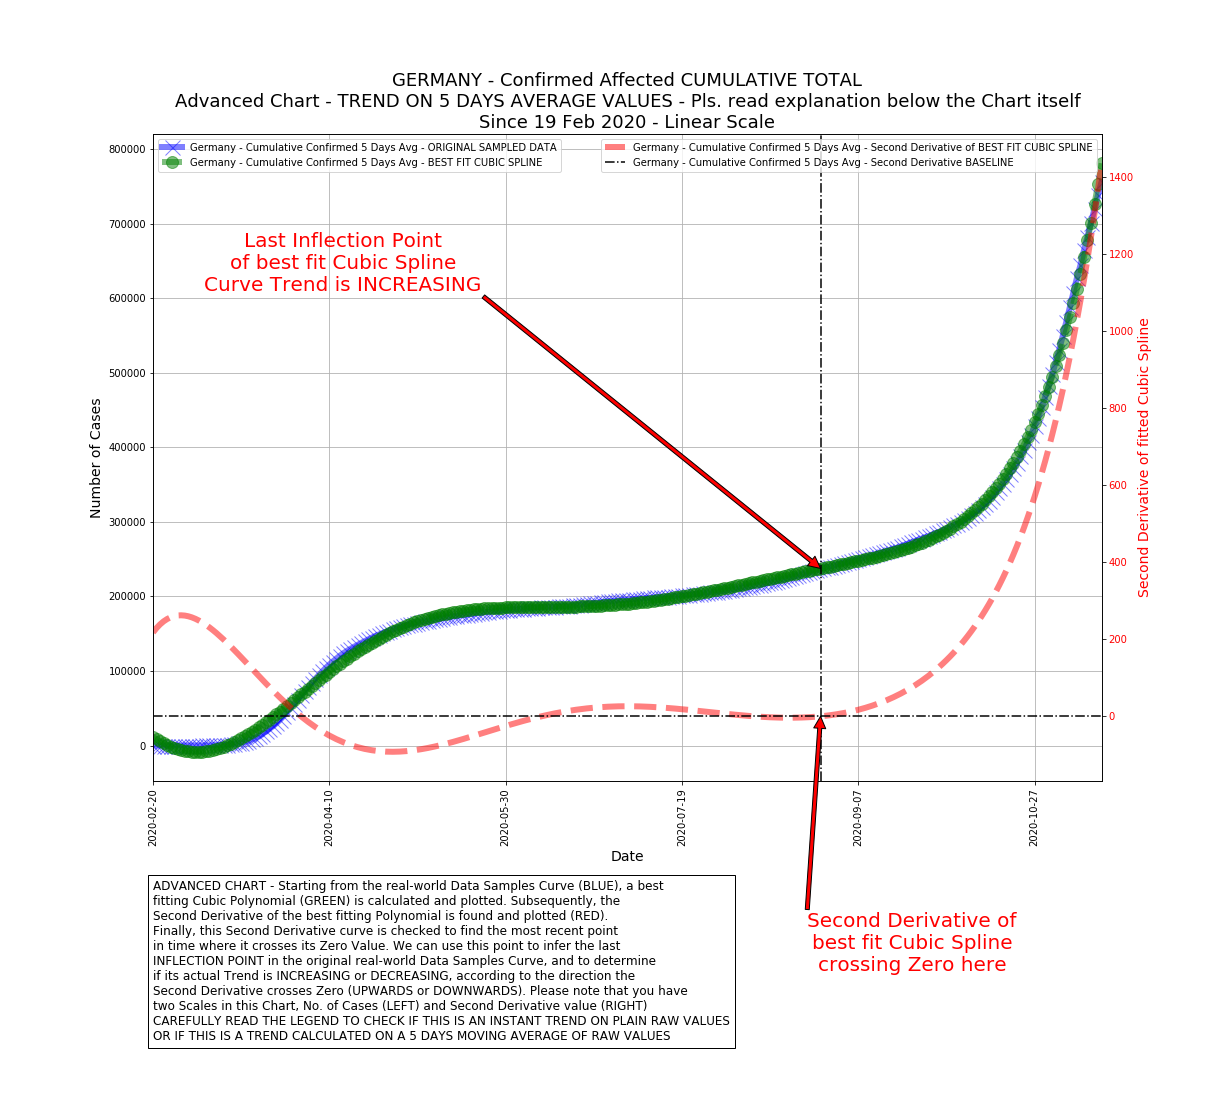 GERMANY - Confirmed Affected CUMULATIVE TOTAL
Advanced Chart - TREND ON 5 DAYS AVERAGE VALUES - Pls. read explanation below the Chart itself
Since 19 Feb 2020 - Linear Scale
Germany - Cumulative Confirmed 5 Days Avg - ORIGINAL SAMPLED DATA
Germany - Cumulative Confirmed 5 Days Avg - BEST FIT CUBIC SPLINE
Germany - Cumulative Confirmed 5 Days Avg - Second Derivative of BEST FIT CUBIC SPLINE
Germany - Cumulative Confirmed 5 Days Avg - Second Derivative BASELINE
Last Inflection Point
of best fit Cubic Spline
Curve Trend is INCREASING
Number of Cases
800000
700000
600000
500000
400000
300000
200000
100000
0
1400
1200
1000
800
600
400
200
0
Second Derivative of fitted Cubic Spline
2020-02-20
2020-04-10
2020-05-30
2020-07-19
2020-09-07
2020-10-27
Date
ADVANCED CHART - Starting from the real-world Data Samples Curve (BLUE), a best
fitting Cubic Polynomial (GREEN) is calculated and plotted. Subsequently, the
Second Derivative of the best fitting Polynomial is found and plotted (RED).
Finally, this Second Derivative curve is checked to find the most recent point
in time where it crosses its Zero Value. We can use this point to infer the last
INFLECTION POINT in the original real-world Data Samples Curve, and to determine
if its actual Trend is INCREASING or DECREASING, according to the direction the
Second Derivative crosses Zero (UPWARDS or DOWNWARDS). Please note that you have
two Scales in this Chart, No. of Cases (LEFT) and Second Derivative value (RIGHT)
CAREFULLY READ THE LEGEND TO CHECK IF THIS IS AN INSTANT TREND ON PLAIN RAW VALUES
OR IF THIS IS A TREND CALCULATED ON A 5 DAYS MOVING AVERAGE OF RAW VALUES
Second Derivative of
best fit Cubic Spline
crossing Zero here